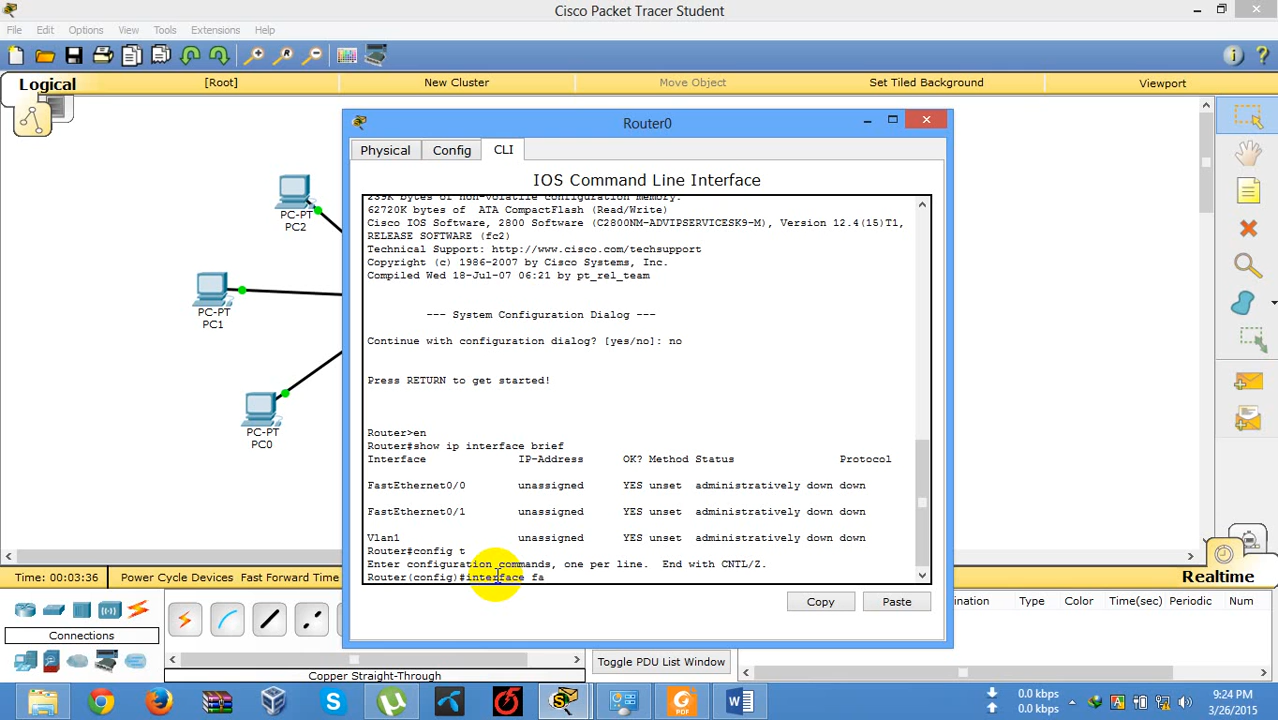 Cisco Packet Tracer Student
File Edit Options View Tools Extensions Help
Logical [Root] New Cluster Move Object Set Tiled Background Viewport
Router0
Physical Config CLI
IOS Command Line Interface
239K bytes of non-volatile configuration memory.
62720K bytes of ATA CompactFlash (Read/Write)
Cisco IOS Software, 2800 Software (C2800NM-ADVIPSERVICESK9-M), Version 12.4(15)T1,
RELEASE SOFTWARE (fc2)
Technical Support: http://www.cisco.com/techsupport
Copyright (c) 1986-2007 by Cisco Systems, Inc.
Compiled Wed 18-Jul-07 06:21 by pt_rel_team
--- System Configuration Dialog ---
Continue with configuration dialog? [yes/no]: no
Press RETURN to get started!
Router>en
Router#show ip interface brief
Interface IP-Address OK? Method Status Protocol
FastEthernet0/0 unassigned YES unset administratively down down
FastEthernet0/1 unassigned YES unset administratively down down
Vlan1 unassigned YES unset administratively down down
Router#config t
Enter configuration commands, one per line. End with CNTL/Z.
Router(config)#interface fa
Copy Paste
PC-PT
PC2
PC-PT
PC1
PC-PT
PC0
Time: 00:03:36 Power Cycle Devices Fast Forward Time Realtime
Connections
Copper Straight-Through
Toggle PDU List Window
ination Type Color Time(sec) Periodic Num
0.0 kbps
0.0 kbps
9:24 PM
3/26/2015